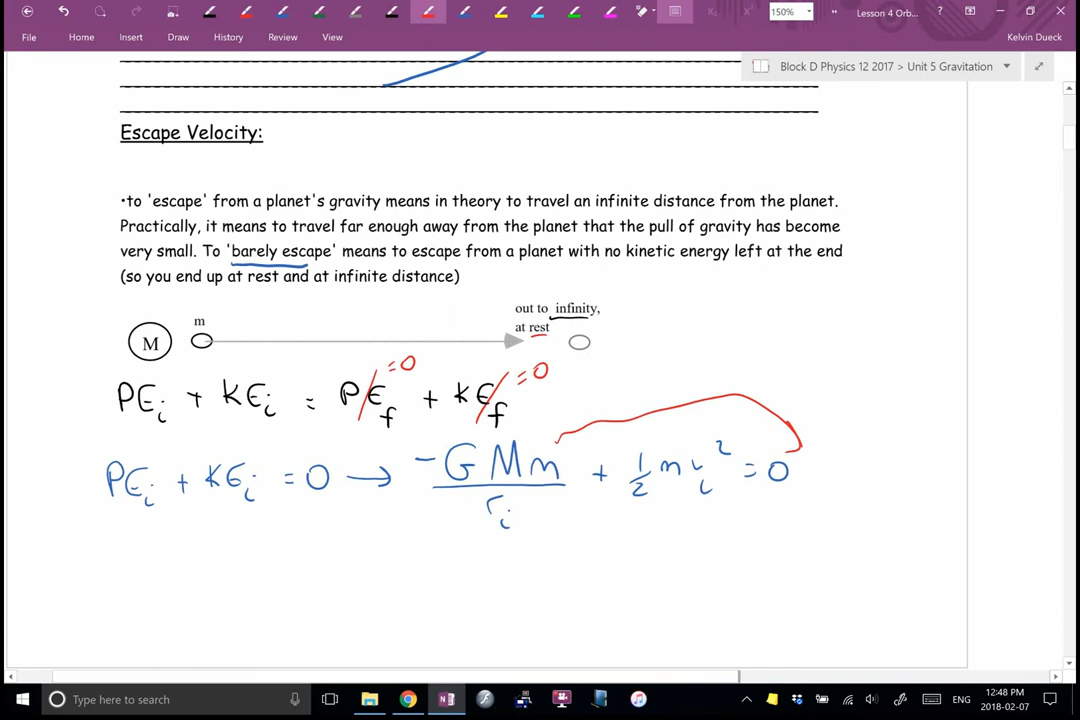 150%
Lesson 4 Orb...
?
File Home Insert Draw History Review View
Kelvin Dueck
Block D Physics 12 2017 > Unit 5 Gravitation
Escape Velocity:
•to 'escape' from a planet's gravity means in theory to travel an infinite distance from the planet.
Practically, it means to travel far enough away from the planet that the pull of gravity has become
very small. To 'barely escape' means to escape from a planet with no kinetic energy left at the end
(so you end up at rest and at infinite distance)
out to infinity,
at rest
m
M
=0 =0
PEi + KEi = PEf + KEf
PEi + KEi = 0 → -GMm/ri + 1/2 m vi² = 0
Type here to search
ENG
12:48 PM
2018-02-07